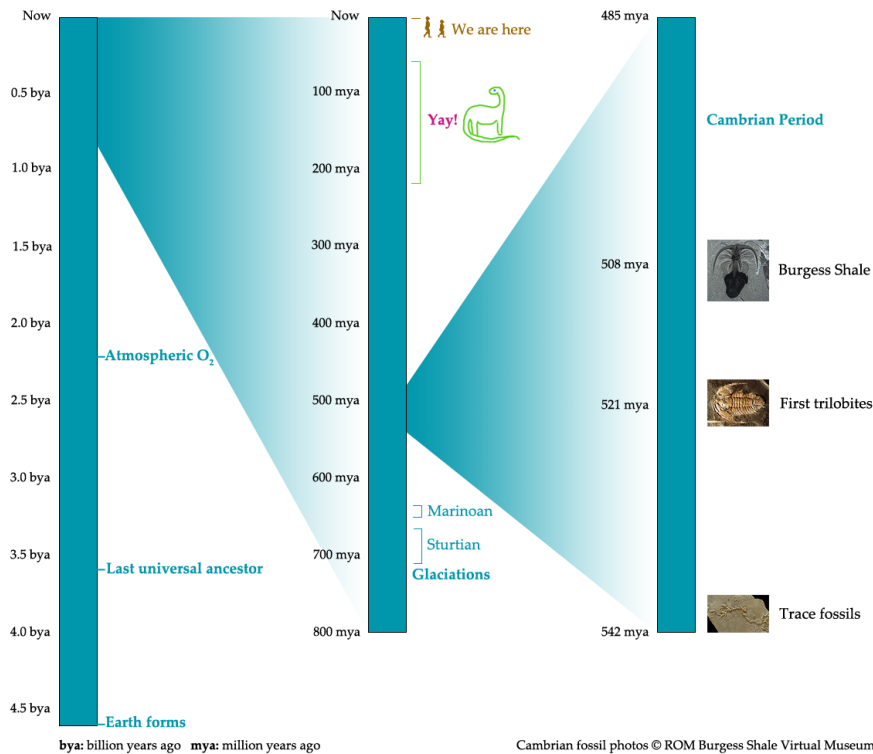 Now
0.5 bya
1.0 bya
1.5 bya
2.0 bya
2.5 bya
3.0 bya
3.5 bya
4.0 bya
4.5 bya
Atmospheric O₂
Last universal ancestor
Earth forms
Now
100 mya
200 mya
300 mya
400 mya
500 mya
600 mya
700 mya
800 mya
We are here
Yay!
Marinoan
Sturtian
Glaciations
485 mya
508 mya
521 mya
542 mya
Cambrian Period
Burgess Shale
First trilobites
Trace fossils
bya: billion years ago mya: million years ago
Cambrian fossil photos © ROM Burgess Shale Virtual Museum